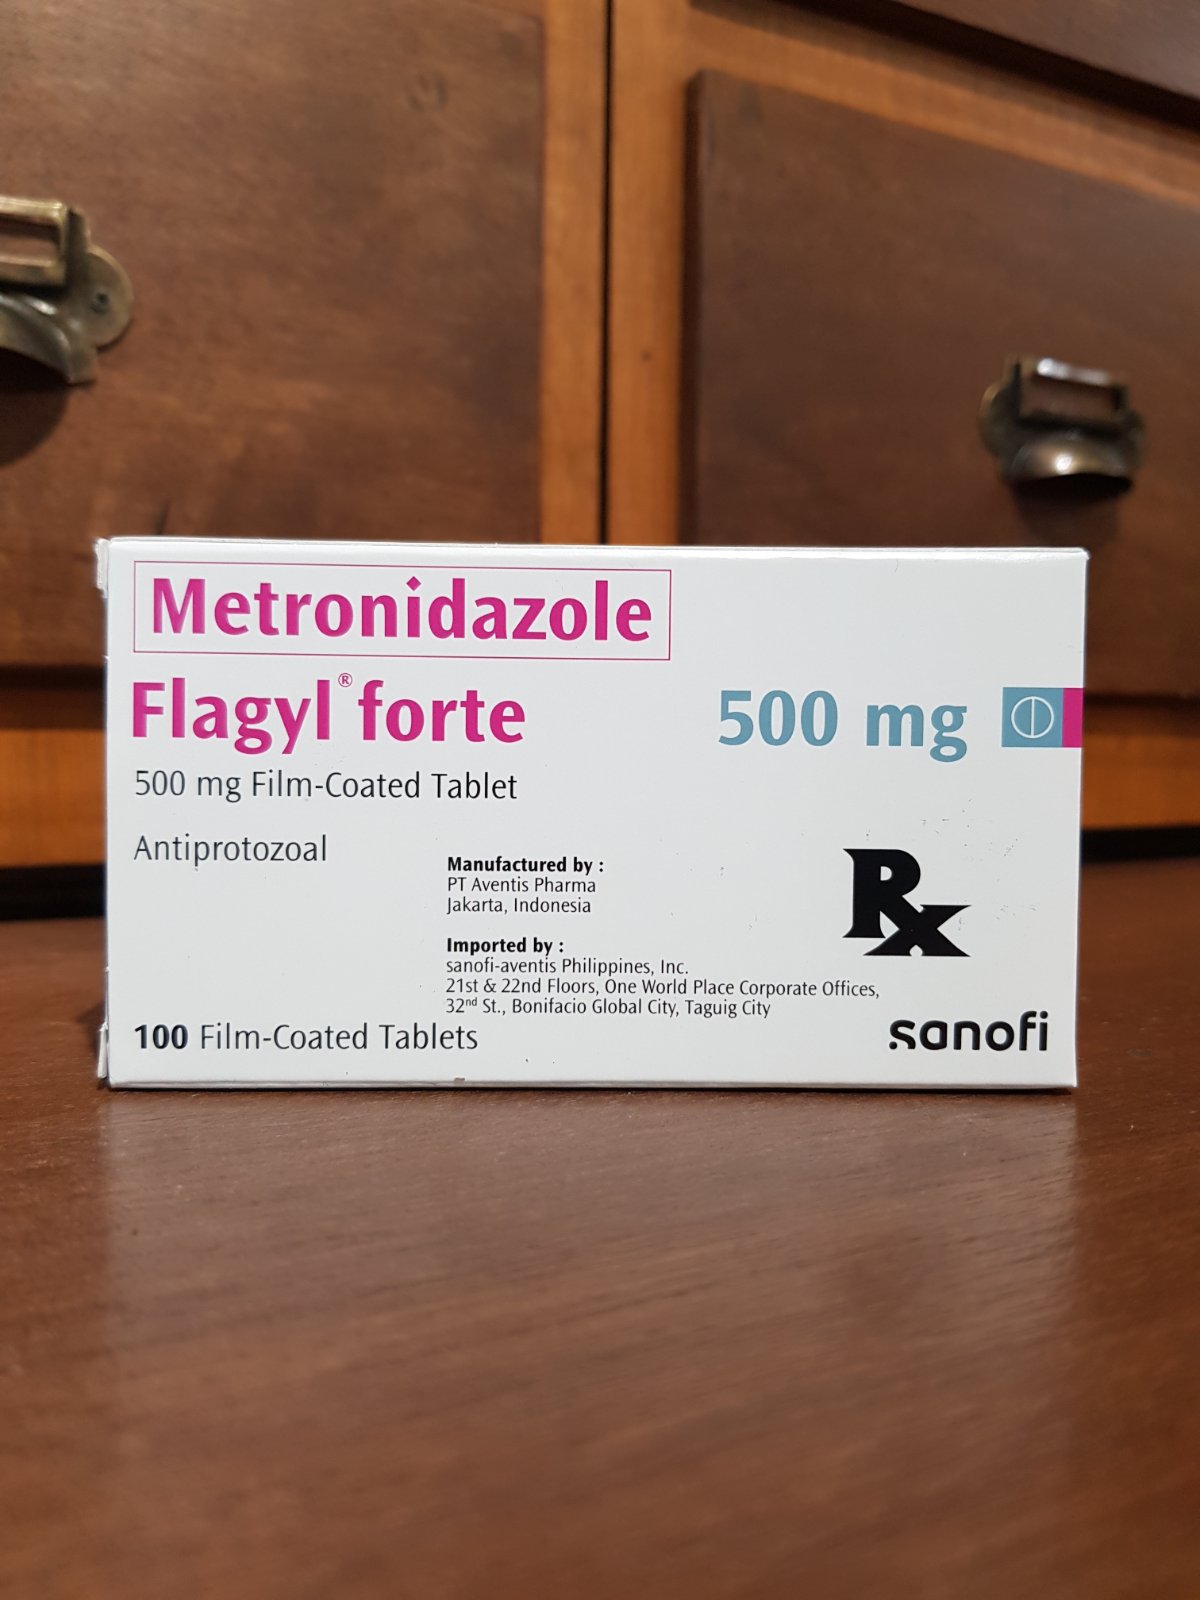 Metronidazole
Flagyl® forte
500 mg
500 mg Film-Coated Tablet
Antiprotozoal
Manufactured by :
PT Aventis Pharma
Jakarta, Indonesia
Imported by :
sanofi-aventis Philippines, Inc.
21st & 22nd Floors, One World Place Corporate Offices,
32nd St., Bonifacio Global City, Taguig City
Rx
100 Film-Coated Tablets
sanofi